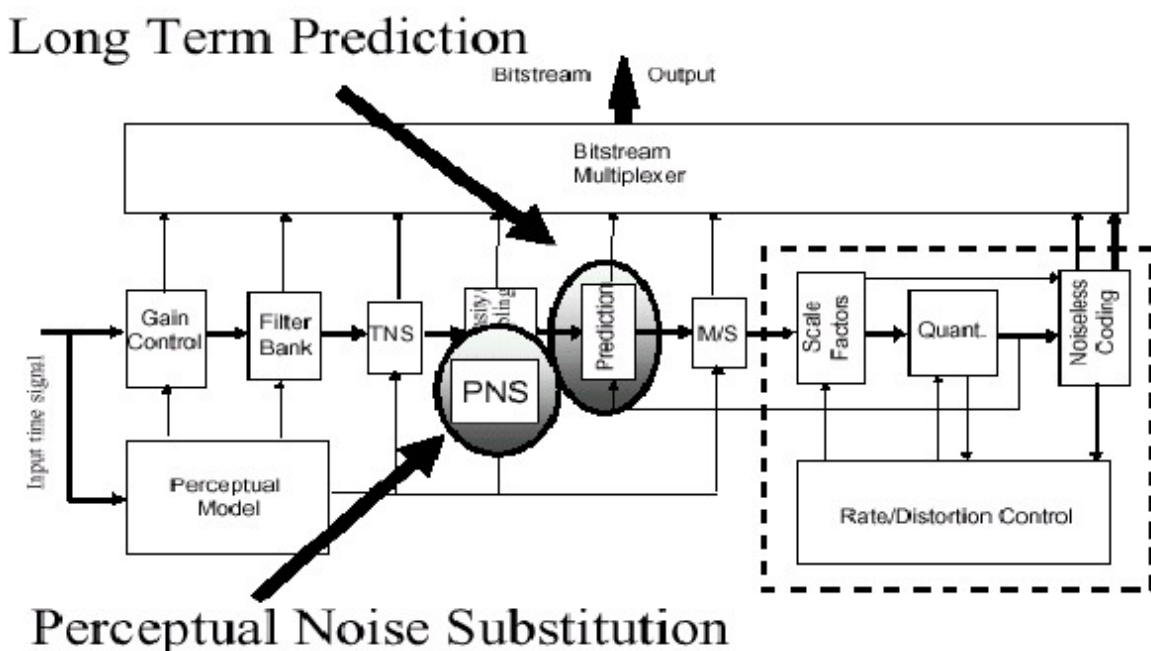 Long Term Prediction
Bitstream Output
Bitstream
Multiplexer
Gain
Control
Filter
Bank
TNS
Prediction
M/S
Scale
Factors
Quant.
Noiseless
Coding
PNS
Input time signal
Perceptual
Model
Rate/Distortion Control
Perceptual Noise Substitution